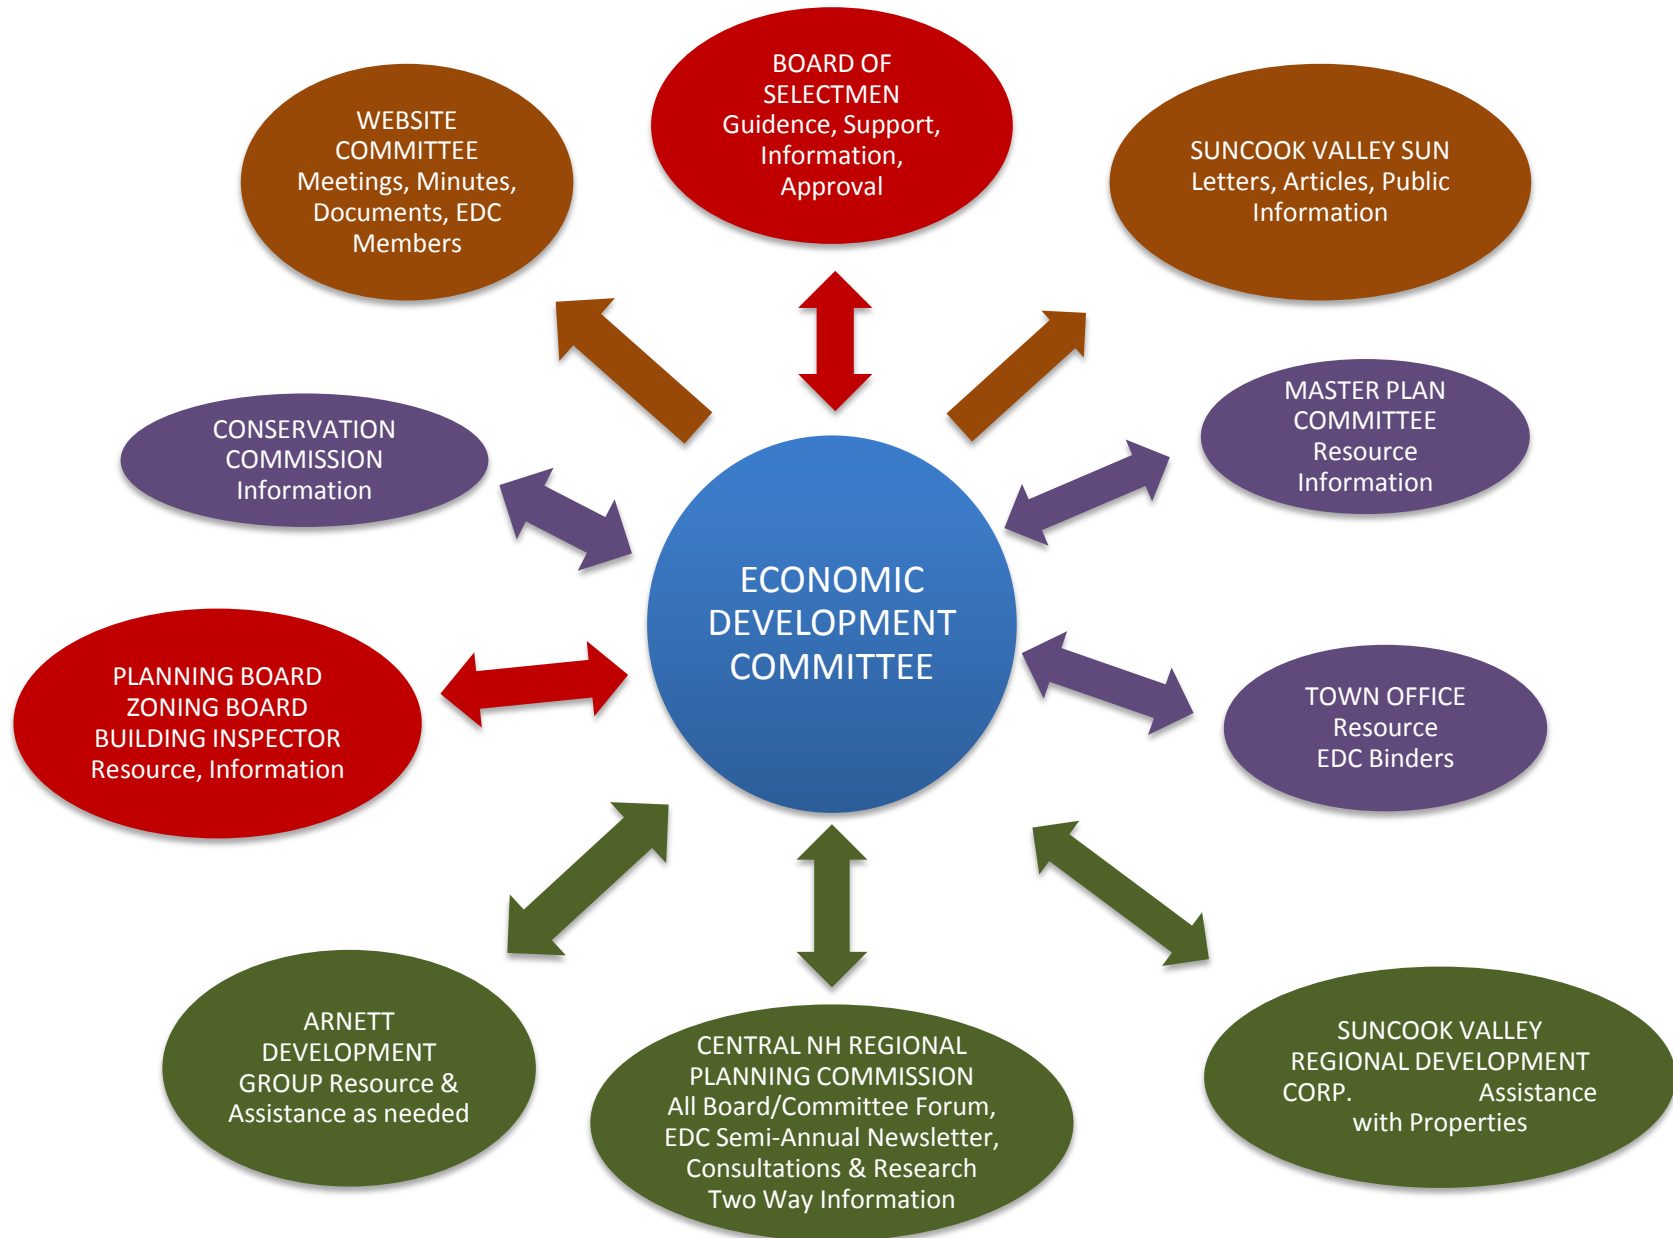 BOARD OF
SELECTMEN
Guidence, Support,
Information,
Approval
WEBSITE
COMMITTEE
Meetings, Minutes,
Documents, EDC
Members
SUNCOOK VALLEY SUN
Letters, Articles, Public
Information
CONSERVATION
COMMISSION
Information
MASTER PLAN
COMMITTEE
Resource
Information
ECONOMIC
DEVELOPMENT
COMMITTEE
PLANNING BOARD
ZONING BOARD
BUILDING INSPECTOR
Resource, Information
TOWN OFFICE
Resource
EDC Binders
ARNETT
DEVELOPMENT
GROUP Resource &
Assistance as needed
CENTRAL NH REGIONAL
PLANNING COMMISSION
All Board/Committee Forum,
EDC Semi-Annual Newsletter,
Consultations & Research
Two Way Information
SUNCOOK VALLEY
REGIONAL DEVELOPMENT
CORP. Assistance
with Properties